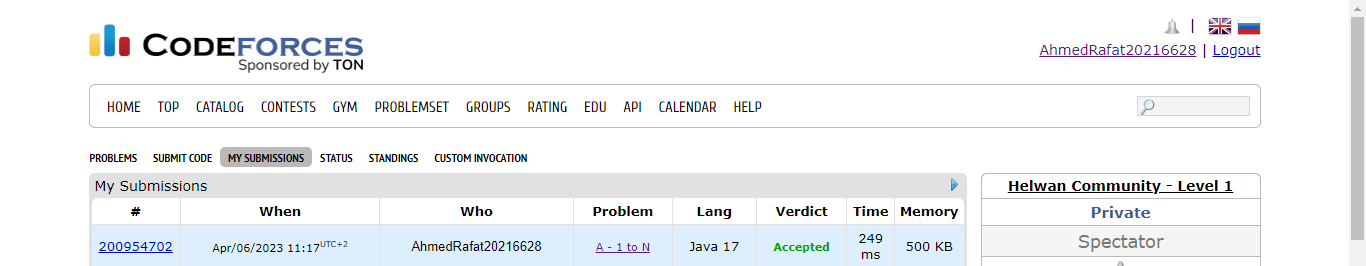 CODEFORCES
Sponsored by TON
|
AhmedRafat20216628 | Logout
HOME TOP CATALOG CONTESTS GYM PROBLEMSET GROUPS RATING EDU API CALENDAR HELP
PROBLEMS SUBMIT CODE MY SUBMISSIONS STATUS STANDINGS CUSTOM INVOCATION
My Submissions
# When Who Problem Lang Verdict Time Memory
200954702 Apr/06/2023 11:17UTC+2 AhmedRafat20216628 A - 1 to N Java 17 Accepted 249 ms 500 KB
Helwan Community - Level 1
Private
Spectator